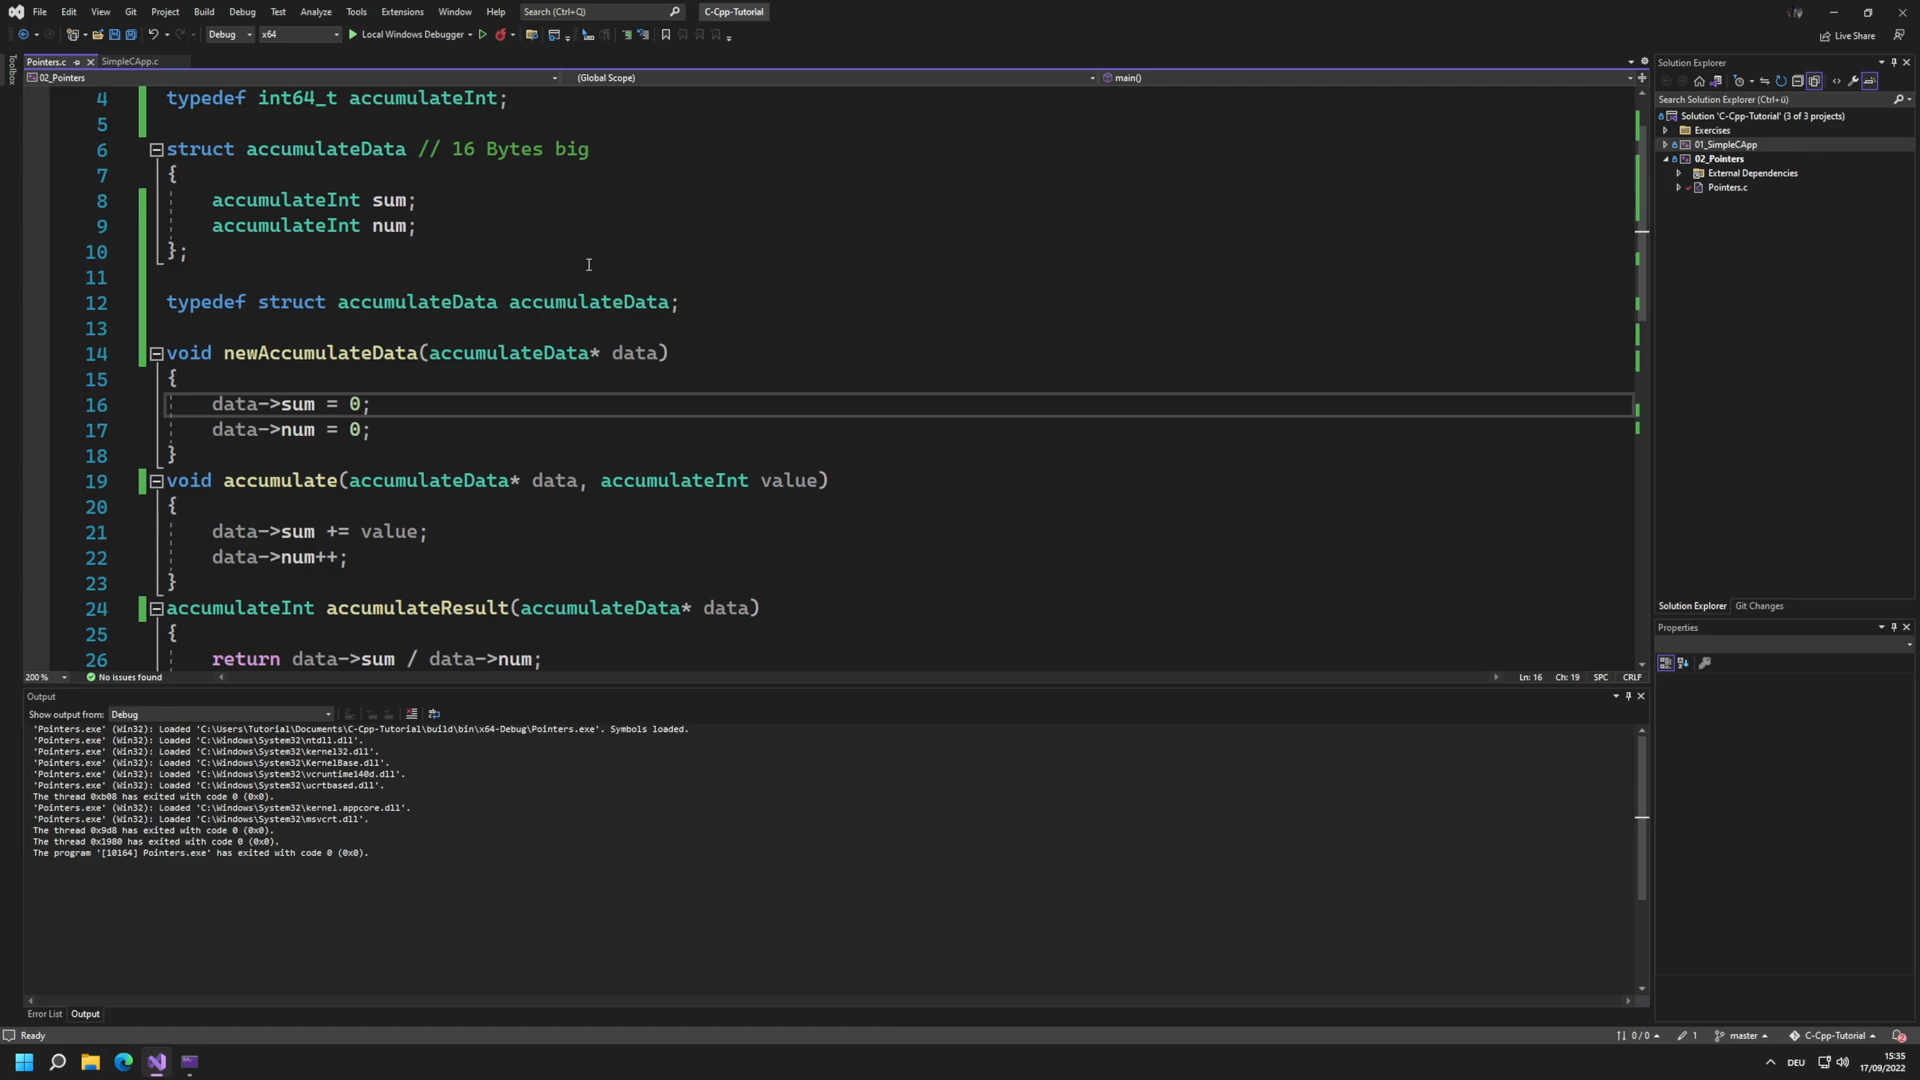 File Edit View Git Project Build Debug Test Analyze Tools Extensions Window Help Search (Ctrl+Q) C-Cpp-Tutorial
Debug x64 Local Windows Debugger Live Share
Toolbox
Pointers.c SimpleCApp.c
02_Pointers (Global Scope) main()
4 typedef int64_t accumulateInt;
5
6 struct accumulateData // 16 Bytes big
7 {
8 accumulateInt sum;
9 accumulateInt num;
10 };
11
12 typedef struct accumulateData accumulateData;
13
14 void newAccumulateData(accumulateData* data)
15 {
16 data->sum = 0;
17 data->num = 0;
18 }
19 void accumulate(accumulateData* data, accumulateInt value)
20 {
21 data->sum += value;
22 data->num++;
23 }
24 accumulateInt accumulateResult(accumulateData* data)
25 {
26 return data->sum / data->num;
200 % No issues found Ln: 16 Ch: 19 SPC CRLF
Output
Show output from: Debug
'Pointers.exe' (Win32): Loaded 'C:\Users\Tutorial\Documents\C-Cpp-Tutorial\build\bin\x64-Debug\Pointers.exe'. Symbols loaded.
'Pointers.exe' (Win32): Loaded 'C:\Windows\System32\ntdll.dll'.
'Pointers.exe' (Win32): Loaded 'C:\Windows\System32\kernel32.dll'.
'Pointers.exe' (Win32): Loaded 'C:\Windows\System32\KernelBase.dll'.
'Pointers.exe' (Win32): Loaded 'C:\Windows\System32\vcruntime140d.dll'.
'Pointers.exe' (Win32): Loaded 'C:\Windows\System32\ucrtbased.dll'.
The thread 0xb08 has exited with code 0 (0x0).
'Pointers.exe' (Win32): Loaded 'C:\Windows\System32\kernel.appcore.dll'.
'Pointers.exe' (Win32): Loaded 'C:\Windows\System32\msvcrt.dll'.
The thread 0x9d8 has exited with code 0 (0x0).
The thread 0x1980 has exited with code 0 (0x0).
The program '[10164] Pointers.exe' has exited with code 0 (0x0).
Error List Output
Solution Explorer
Search Solution Explorer (Ctrl+ü)
Solution 'C-Cpp-Tutorial' (3 of 3 projects)
Exercises
01_SimpleCApp
02_Pointers
External Dependencies
Pointers.c
Solution Explorer Git Changes
Properties
Ready 0 / 0 1 master C-Cpp-Tutorial 2
DEU 15:35
17/09/2022